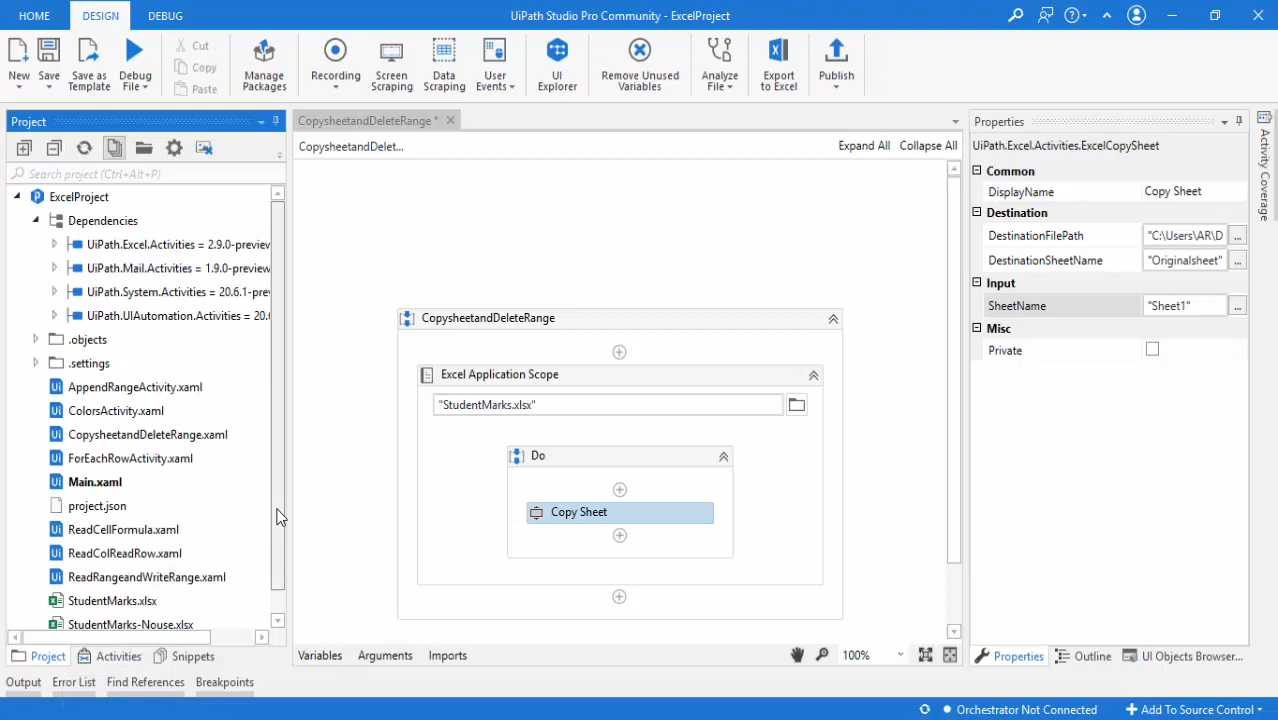 HOME DESIGN DEBUG UiPath Studio Pro Community - ExcelProject
New Save Save as Template Debug File Cut Copy Paste Manage Packages Recording Screen Scraping Data Scraping User Events UI Explorer Remove Unused Variables Analyze File Export to Excel Publish
Project
Search project (Ctrl+Alt+P)
ExcelProject
Dependencies
UiPath.Excel.Activities = 2.9.0-preview
UiPath.Mail.Activities = 1.9.0-preview
UiPath.System.Activities = 20.6.1-pre
UiPath.UIAutomation.Activities = 20.
.objects
.settings
AppendRangeActivity.xaml
ColorsActivity.xaml
CopysheetandDeleteRange.xaml
ForEachRowActivity.xaml
Main.xaml
project.json
ReadCellFormula.xaml
ReadColReadRow.xaml
ReadRangeandWriteRange.xaml
StudentMarks.xlsx
StudentMarks-Nouse.xlsx
Project Activities Snippets
CopysheetandDeleteRange *
CopysheetandDelet... Expand All Collapse All
CopysheetandDeleteRange
Excel Application Scope
"StudentMarks.xlsx"
Do
Copy Sheet
Variables Arguments Imports 100%
Properties
UiPath.Excel.Activities.ExcelCopySheet
Common
DisplayName Copy Sheet
Destination
DestinationFilePath "C:\Users\AR\D ...
DestinationSheetName "Originalsheet" ...
Input
SheetName "Sheet1" ...
Misc
Private
Properties Outline UI Objects Browser...
Activity Coverage
Output Error List Find References Breakpoints
Orchestrator Not Connected Add To Source Control